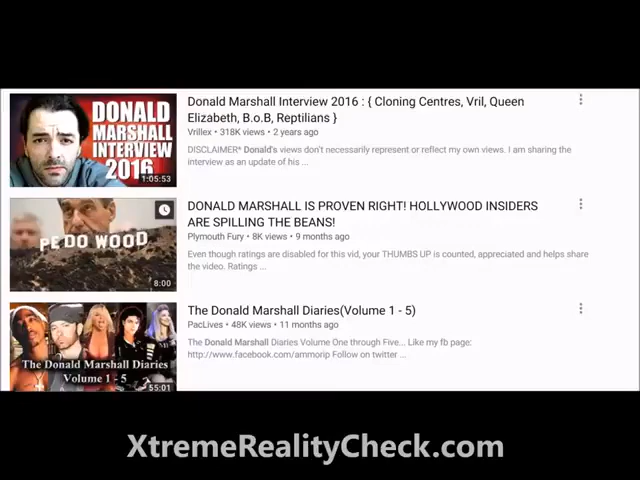 DONALD
MARSHALL
INTERVIEW
2016
1:05:53
Donald Marshall Interview 2016 : { Cloning Centres, Vril, Queen
Elizabeth, B.o.B, Reptilians }
Vrillex • 318K views • 2 years ago
DISCLAIMER* Donald's views don't necessarily represent or reflect my own views. I am sharing the
interview as an update of his ...
PEDO WOOD
8:00
DONALD MARSHALL IS PROVEN RIGHT! HOLLYWOOD INSIDERS
ARE SPILLING THE BEANS!
Plymouth Fury • 8K views • 9 months ago
Even though ratings are disabled for this vid, your THUMBS UP is counted, appreciated and helps share
the video. Ratings ...
The Donald Marshall Diaries
Volume 1 - 5
55:01
The Donald Marshall Diaries(Volume 1 - 5)
PacLives • 48K views • 11 months ago
The Donald Marshall Diaries Volume One through Five... Like my fb page:
http://www.facebook.com/ammorip Follow on twitter ...
XtremeRealityCheck.com